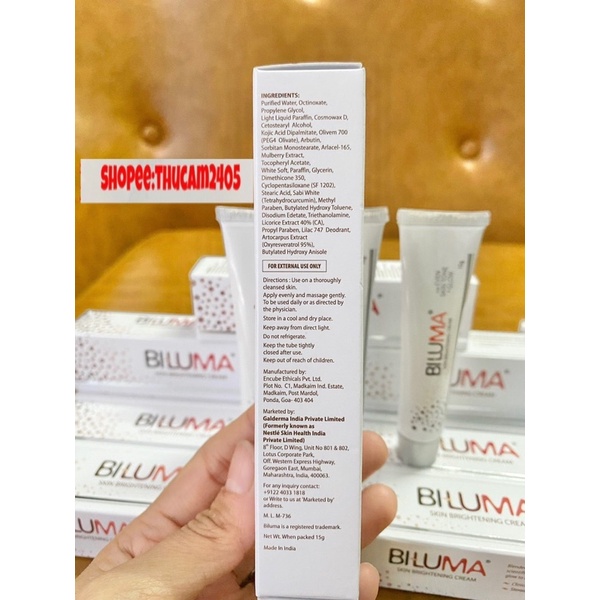 INGREDIENTS:
Purified Water, Octinoxate,
Propylene Glycol,
Light Liquid Paraffin, Cosmowax D,
Cetostearyl Alcohol,
Kojic Acid Dipalmitate, Olivem 700
(PEG4 Olivate), Arbutin,
Sorbitan Monostearate, Arlacel-165,
Mulberry Extract,
Tocopheryl Acetate,
White Soft, Paraffin, Glycerin,
Dimethicone 350,
Cyclopentasiloxane (SF 1202),
Stearic Acid, Sabi White
(Tetrahydrocurcumin), Methyl
Paraben, Butylated Hydroxy Toluene,
Disodium Edetate, Triethanolamine,
Licorice Extract 40% (CA),
Propyl Paraben, Lilac 747 Deodrant,
Artocarpus Extract
(Oxyresveratrol 95%),
Butylated Hydroxy Anisole
FOR EXTERNAL USE ONLY
Directions : Use on a thoroughly
cleansed skin.
Apply evenly and massage gently.
To be used daily or as directed by
the physician.
Store in a cool and dry place.
Keep away from direct light.
Do not refrigerate.
Keep the tube tightly
closed after use.
Keep out of reach of children.
Manufactured by:
Encube Ethicals Pvt. Ltd.
Plot No. C1, Madkaim Ind. Estate,
Madkaim, Post Mardol,
Ponda, Goa- 403 404
Marketed by:
Galderma India Private Limited
(Formerly known as
Nestlé Skin Health India
Private Limited)
8th Floor, D Wing, Unit No 801 & 802,
Lotus Corporate Park,
Off. Western Express Highway,
Goregaon East, Mumbai,
Maharashtra, India, 400063.
For any inquiry contact:
+9122 4033 1818
or Write to us at 'Marketed by'
address.
M. L. M-736
Biluma is a registered trademark.
Net Wt. When packed 15g
Made In India
Shopee:thucam2405
BILUMA
BILUMA
SKIN BRIGHTENING CREAM
BILUMA
SKIN BRIGHTENING CREAM
BILUMA
BILUMA
SKIN BRIGHTENING CREAM
BILUMA
SKIN BRIGHTENING CREAM